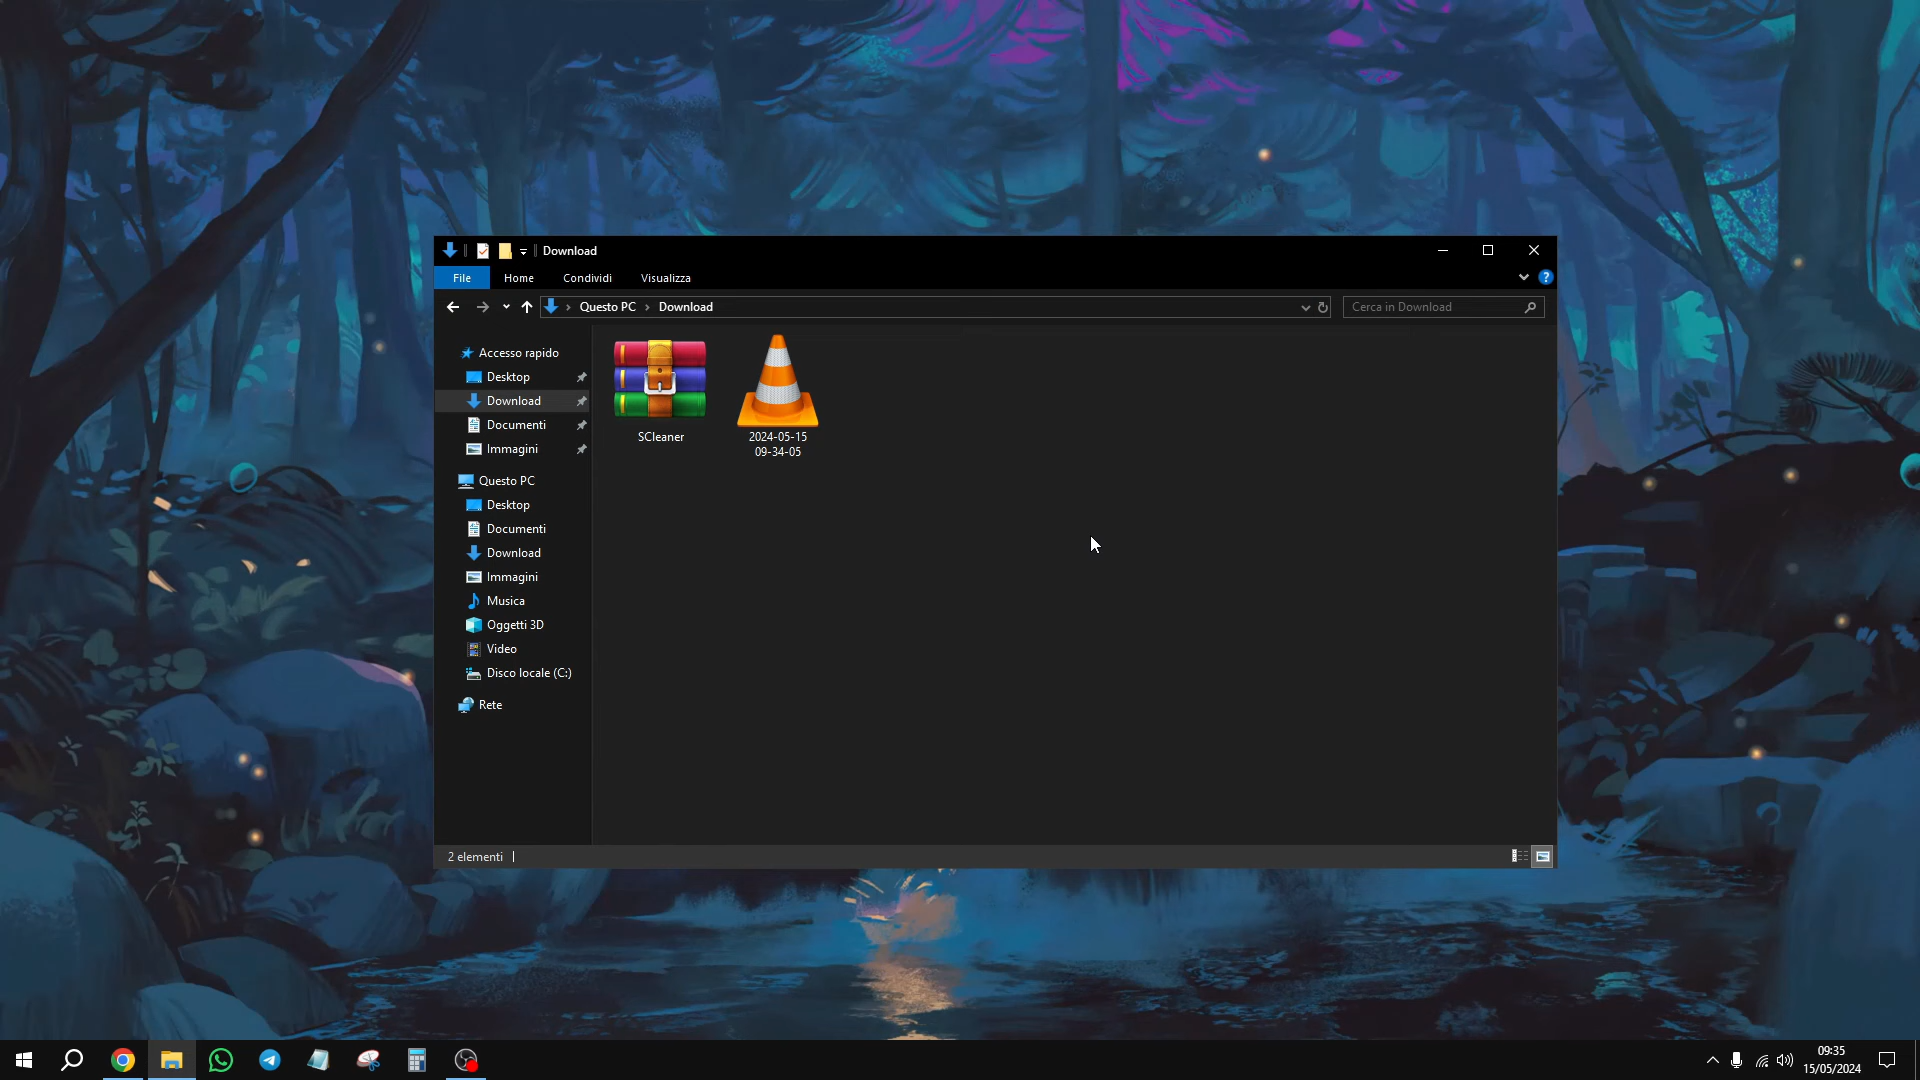 Download
File
Home
Condividi
Visualizza
Questo PC
Download
Cerca in Download
Accesso rapido
Desktop
Download
Documenti
Immagini
Questo PC
Desktop
Documenti
Download
Immagini
Musica
Oggetti 3D
Video
Disco locale (C:)
Rete
SCleaner
2024-05-15
09-34-05
2 elementi
09:35
15/05/2024